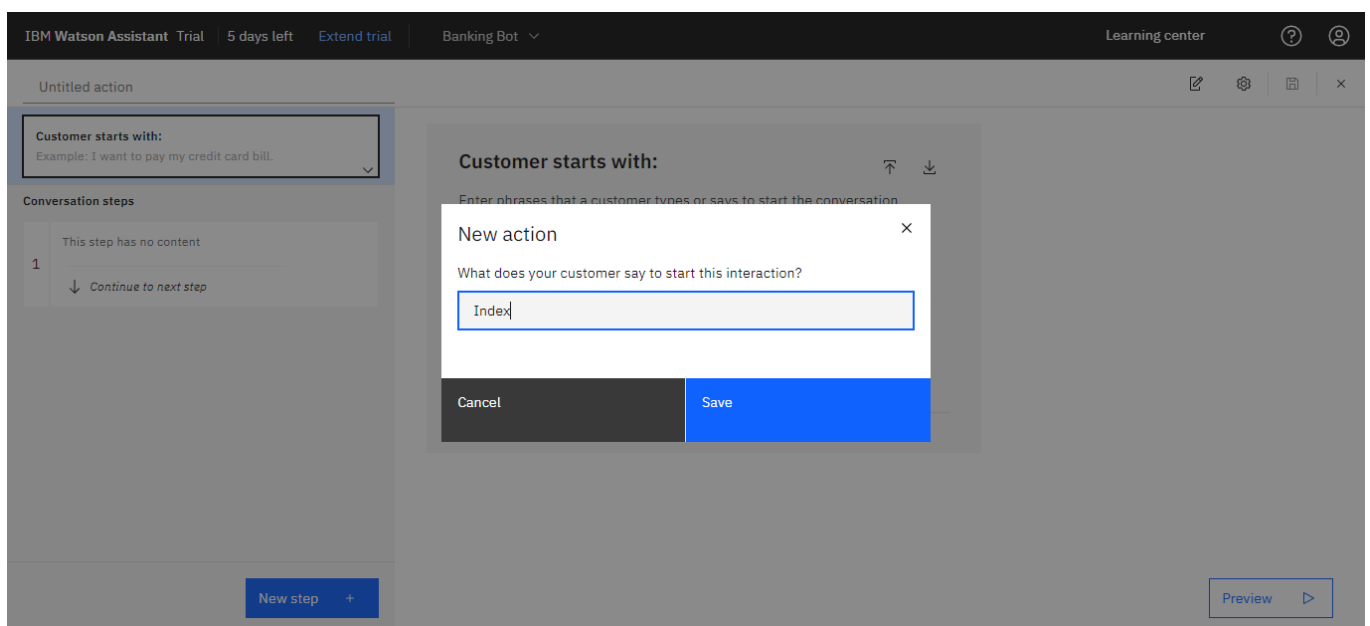 IBM Watson Assistant Trial 5 days left Extend trial Banking Bot Learning center
Untitled action
Customer starts with:
Example: I want to pay my credit card bill.
Conversation steps
1
This step has no content
Continue to next step
New step +
Customer starts with:
Enter phrases that a customer types or says to start the conversation
New action
What does your customer say to start this interaction?
Index
Cancel Save
Preview